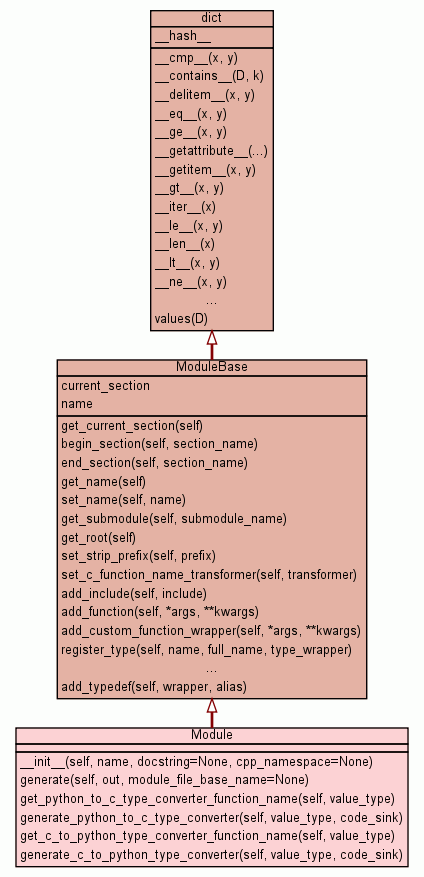 dict
__hash__
__cmp__(x, y)
__contains__(D, k)
__delitem__(x, y)
__eq__(x, y)
__ge__(x, y)
__getattribute__(...)
__getitem__(x, y)
__gt__(x, y)
__iter__(x)
__le__(x, y)
__len__(x)
__lt__(x, y)
__ne__(x, y)
...
values(D)
ModuleBase
current_section
name
get_current_section(self)
begin_section(self, section_name)
end_section(self, section_name)
get_name(self)
set_name(self, name)
get_submodule(self, submodule_name)
get_root(self)
set_strip_prefix(self, prefix)
set_c_function_name_transformer(self, transformer)
add_include(self, include)
add_function(self, *args, **kwargs)
add_custom_function_wrapper(self, *args, **kwargs)
register_type(self, name, full_name, type_wrapper)
...
add_typedef(self, wrapper, alias)
Module
__init__(self, name, docstring=None, cpp_namespace=None)
generate(self, out, module_file_base_name=None)
get_python_to_c_type_converter_function_name(self, value_type)
generate_python_to_c_type_converter(self, value_type, code_sink)
get_c_to_python_type_converter_function_name(self, value_type)
generate_c_to_python_type_converter(self, value_type, code_sink)